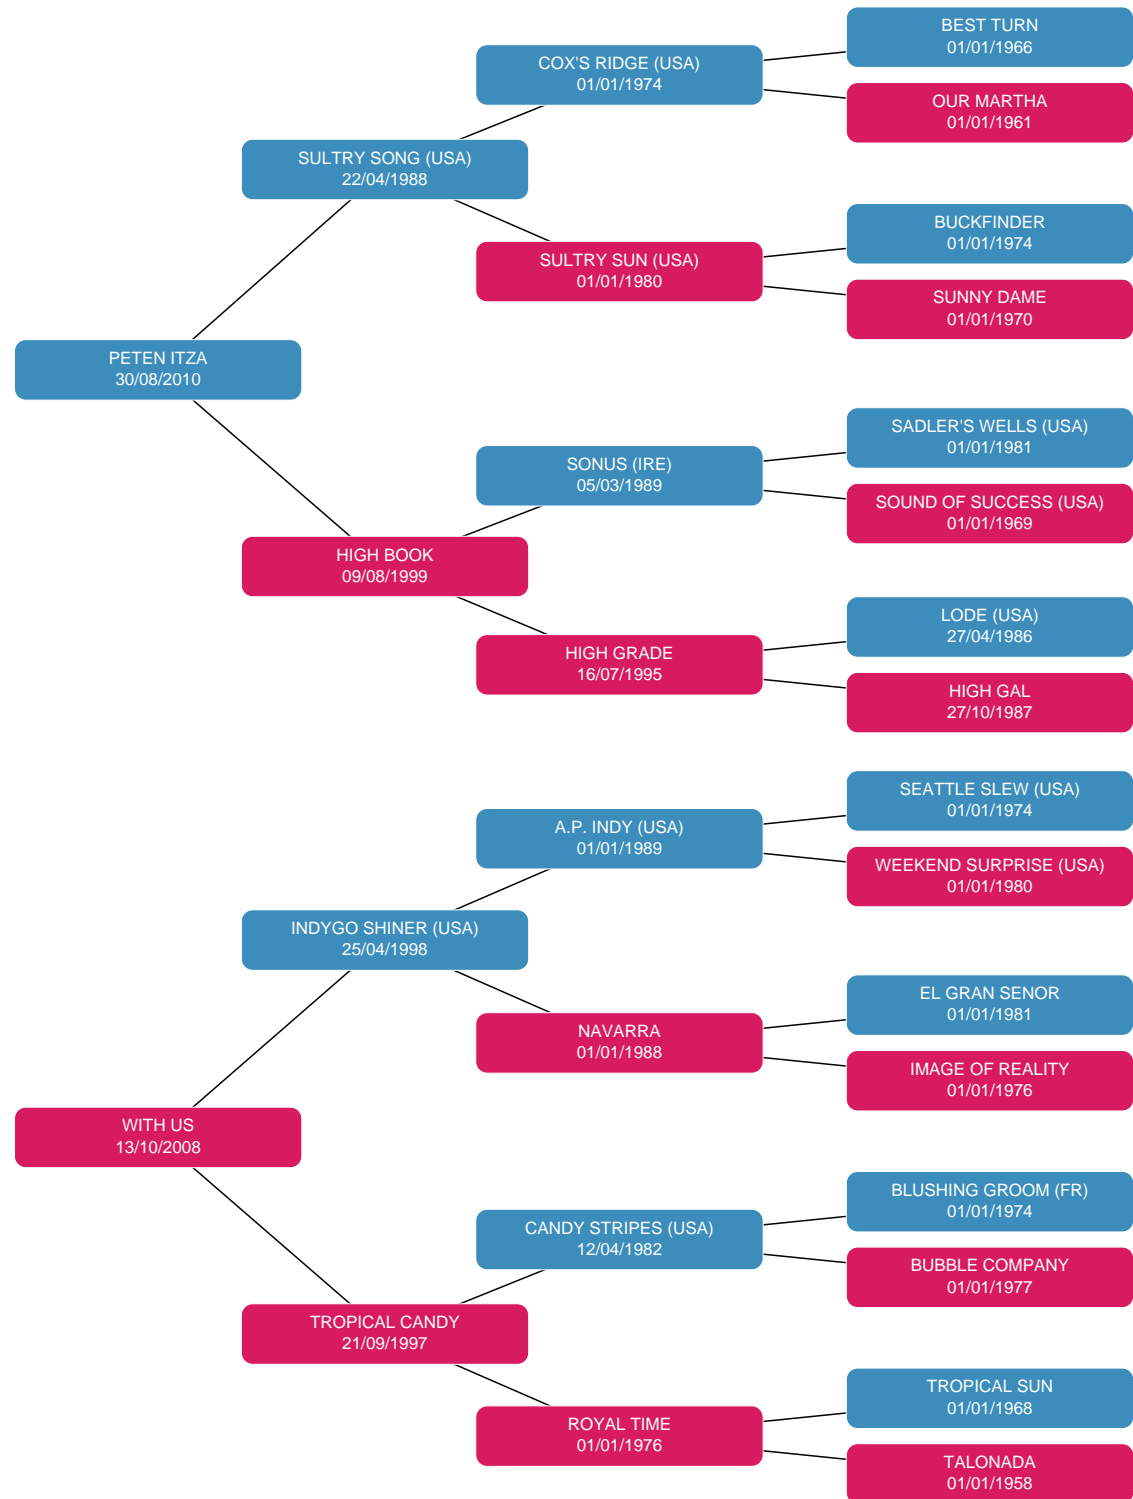 BEST TURN
01/01/1966
COX'S RIDGE (USA)
01/01/1974
OUR MARTHA
01/01/1961
SULTRY SONG (USA)
22/04/1988
BUCKFINDER
01/01/1974
SULTRY SUN (USA)
01/01/1980
SUNNY DAME
01/01/1970
PETEN ITZA
30/08/2010
SADLER'S WELLS (USA)
01/01/1981
SONUS (IRE)
05/03/1989
SOUND OF SUCCESS (USA)
01/01/1969
HIGH BOOK
09/08/1999
LODE (USA)
27/04/1986
HIGH GRADE
16/07/1995
HIGH GAL
27/10/1987
SEATTLE SLEW (USA)
01/01/1974
A.P. INDY (USA)
01/01/1989
WEEKEND SURPRISE (USA)
01/01/1980
INDYGO SHINER (USA)
25/04/1998
EL GRAN SENOR
01/01/1981
NAVARRA
01/01/1988
IMAGE OF REALITY
01/01/1976
WITH US
13/10/2008
BLUSHING GROOM (FR)
01/01/1974
CANDY STRIPES (USA)
12/04/1982
BUBBLE COMPANY
01/01/1977
TROPICAL CANDY
21/09/1997
TROPICAL SUN
01/01/1968
ROYAL TIME
01/01/1976
TALONADA
01/01/1958